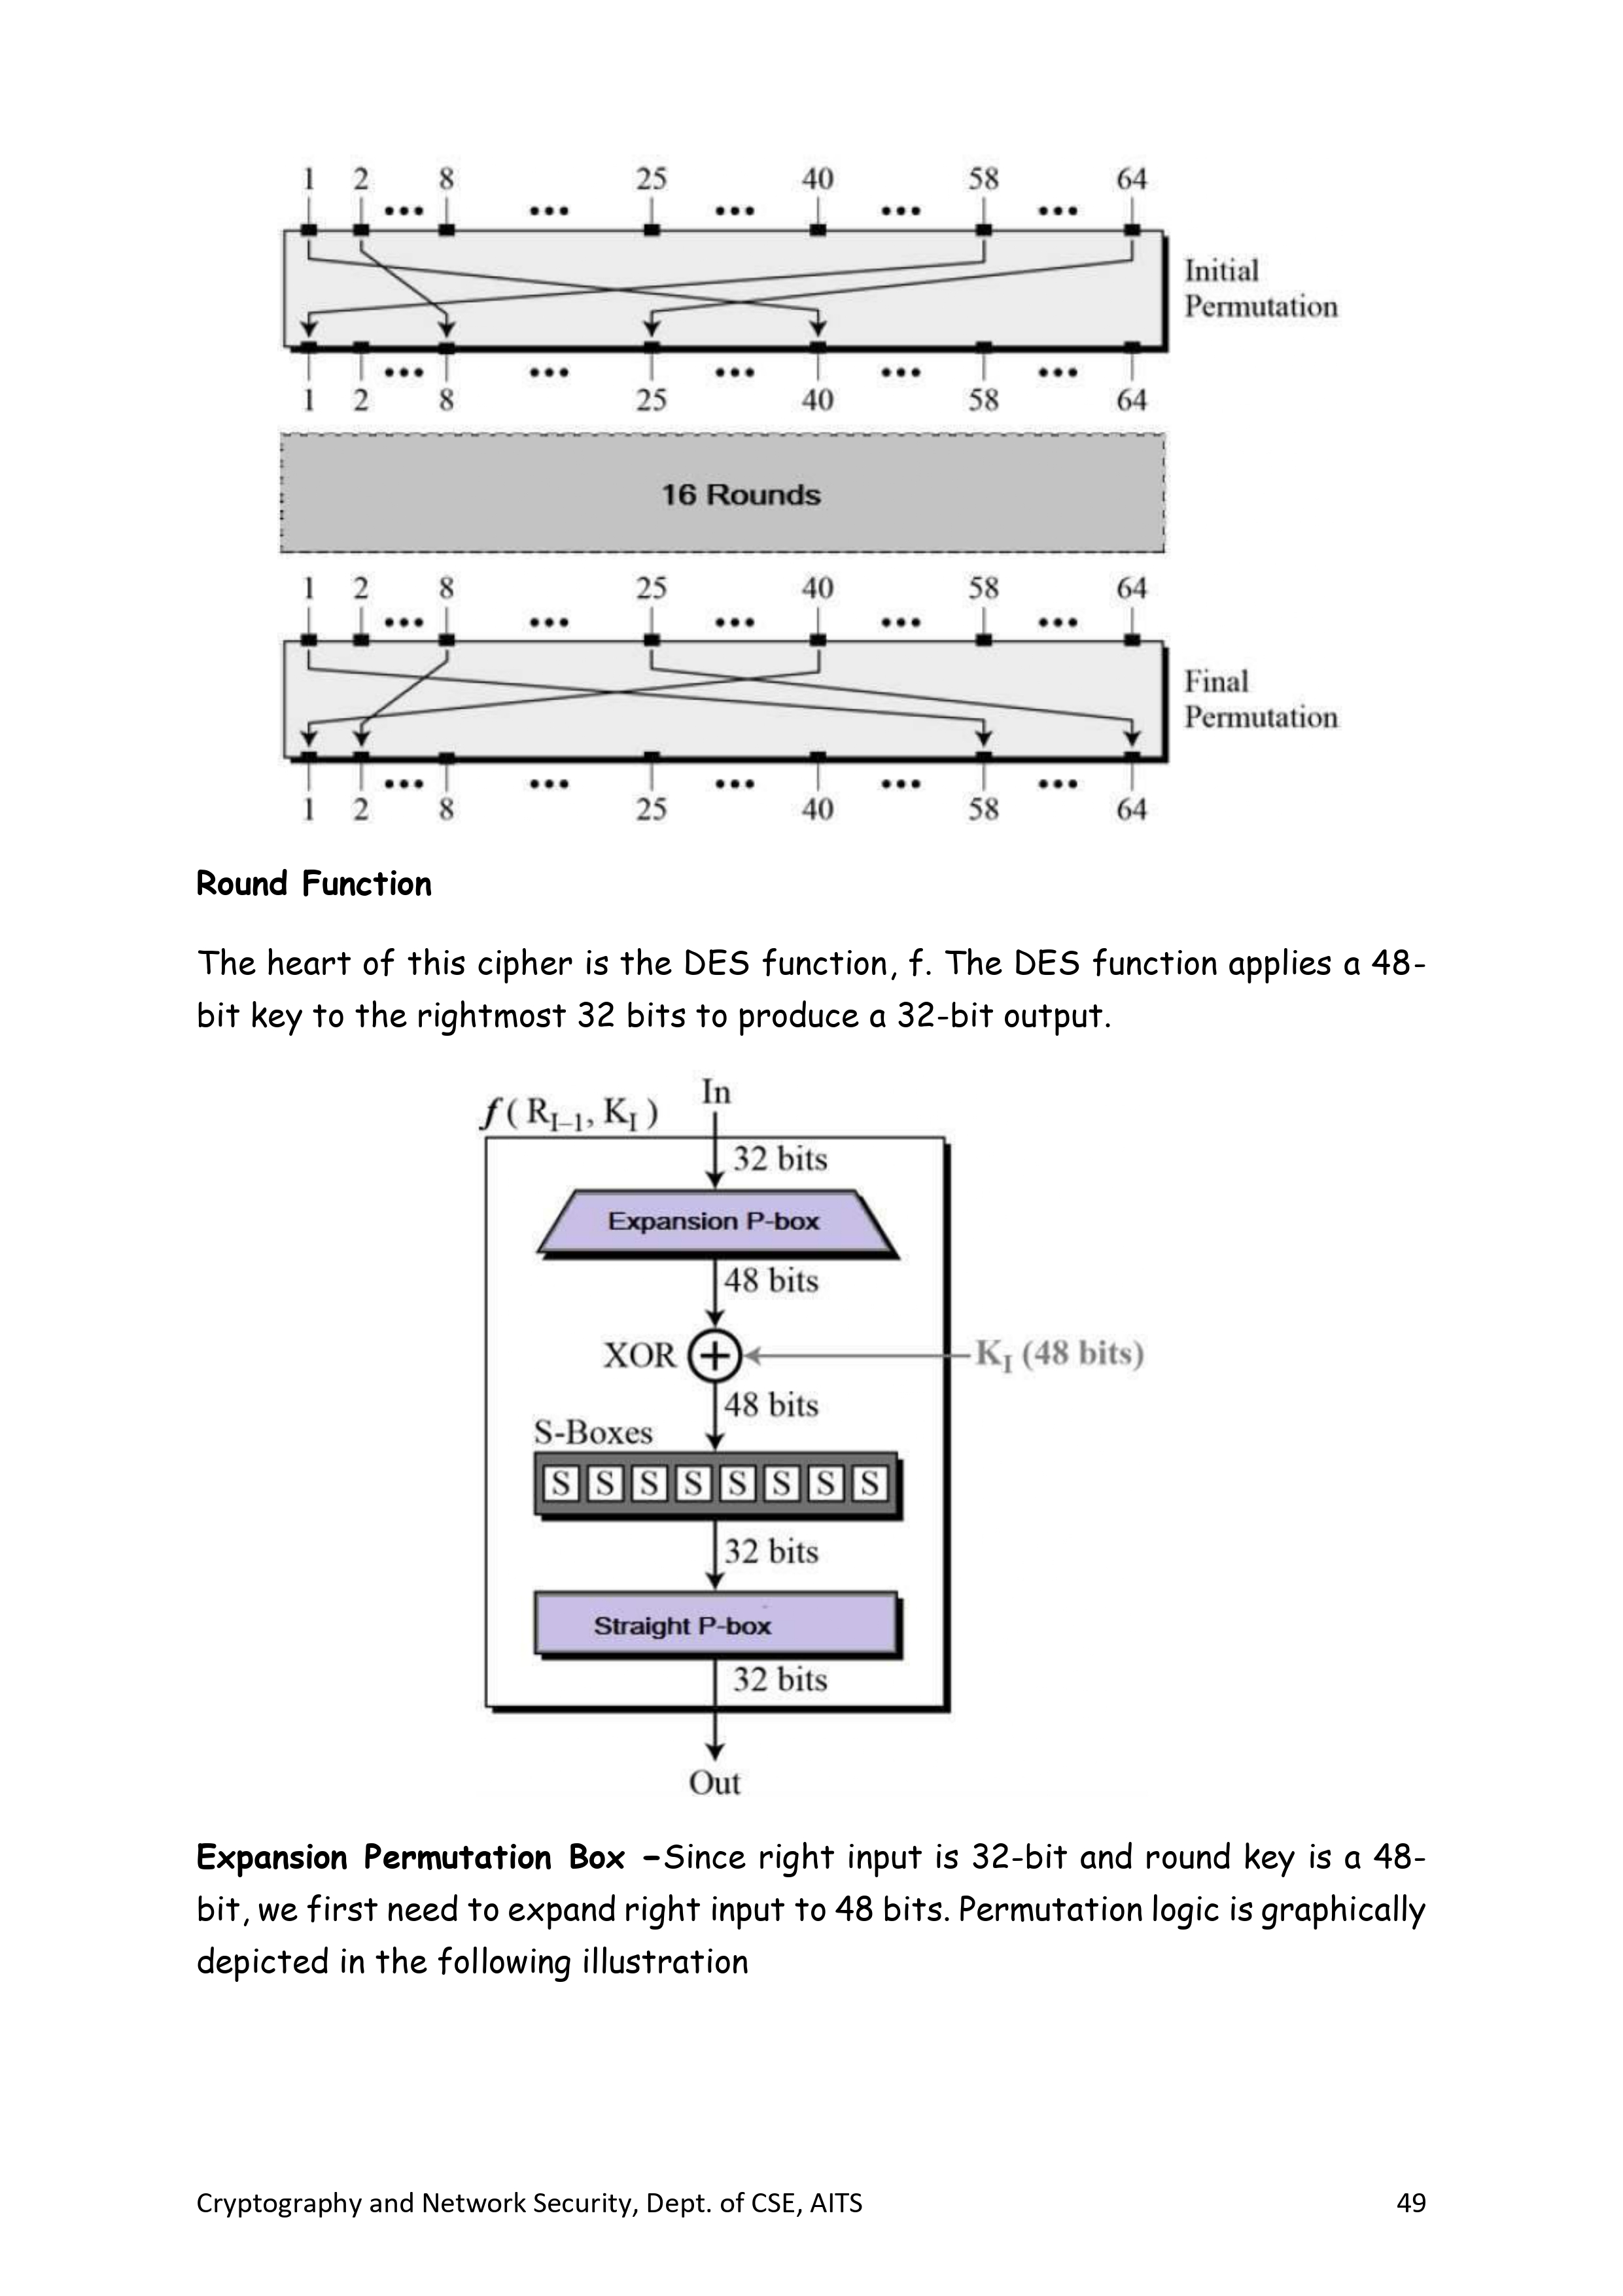 1 2 8 25 40 58 64
••• ••• ••• ••• •••
Initial
Permutation
••• ••• ••• ••• •••
1 2 8 25 40 58 64
16 Rounds
1 2 8 25 40 58 64
••• ••• ••• ••• •••
Final
Permutation
••• ••• ••• ••• •••
1 2 8 25 40 58 64
Round Function
The heart of this cipher is the DES function, f. The DES function applies a 48-
bit key to the rightmost 32 bits to produce a 32-bit output.
In
f ( R_I–1, K_I )
32 bits
Expansion P-box
48 bits
XOR + K_I (48 bits)
48 bits
S-Boxes
S S S S S S S S
32 bits
Straight P-box
32 bits
Out
Expansion Permutation Box –Since right input is 32-bit and round key is a 48-
bit, we first need to expand right input to 48 bits. Permutation logic is graphically
depicted in the following illustration
Cryptography and Network Security, Dept. of CSE, AITS 49